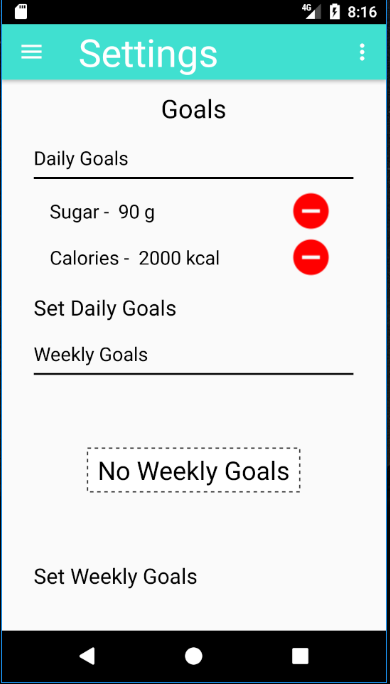 4G 8:16
Settings
Goals
Daily Goals
Sugar - 90 g
Calories - 2000 kcal
Set Daily Goals
Weekly Goals
No Weekly Goals
Set Weekly Goals